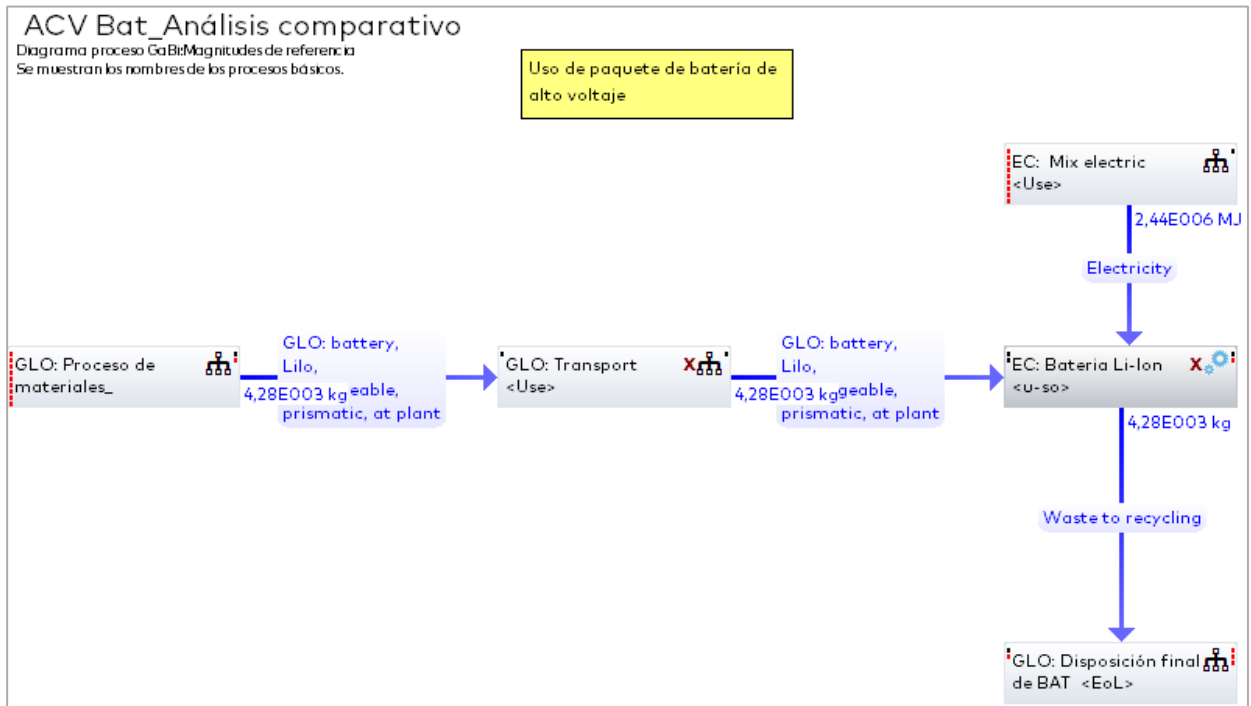 ACV Bat_Análisis comparativo
Diagrama proceso GaBi:Magnitudes de referencia
Se muestran los nombres de los procesos básicos.
Uso de paquete de batería de
alto voltaje
EC: Mix electric
<Use>
2,44E006 MJ
Electricity
GLO: Proceso de
materiales_
GLO: battery,
LiIo,
4,28E003 kg
eable,
prismatic, at plant
GLO: Transport
<Use>
X
GLO: battery,
LiIo,
4,28E003 kg
geable,
prismatic, at plant
EC: Bateria Li-Ion
<u-so>
X
4,28E003 kg
Waste to recycling
GLO: Disposición final
de BAT <EoL>